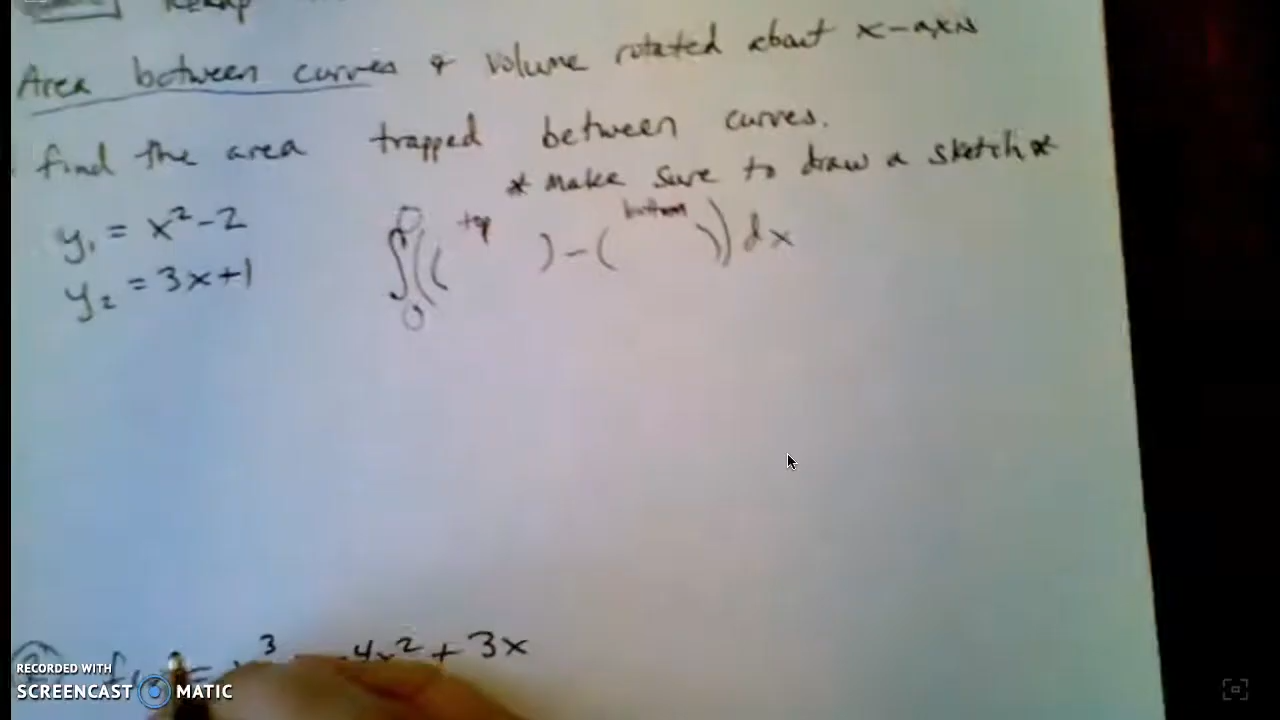 Recap
Area between curves & volume rotated about x-axis
find the area trapped between curves.
* make sure to draw a sketch *
y₁ = x²-2
∫(( top ) - ( bottom )) dx
y₂ = 3x+1
4x² + 3x
RECORDED WITH
SCREENCAST MATIC